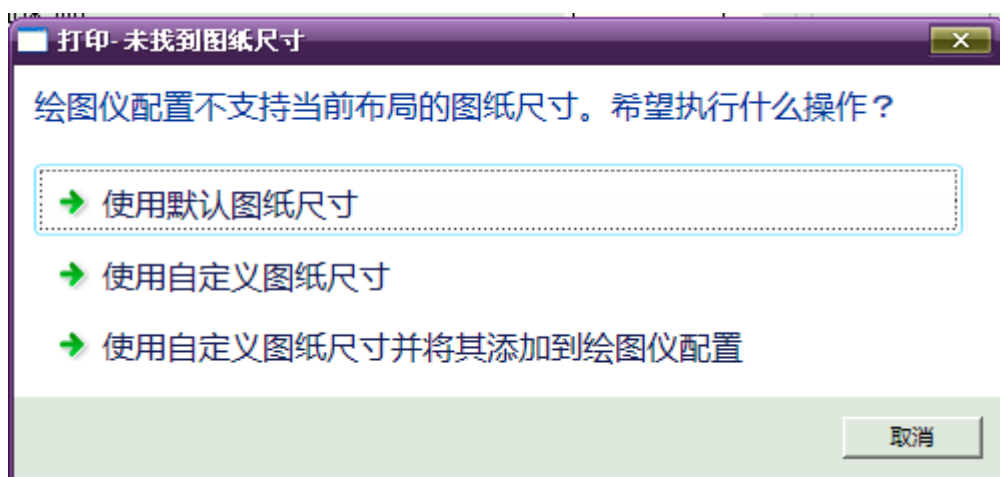 打印-未找到图纸尺寸
绘图仪配置不支持当前布局的图纸尺寸。希望执行什么操作？
使用默认图纸尺寸
使用自定义图纸尺寸
使用自定义图纸尺寸并将其添加到绘图仪配置
取消